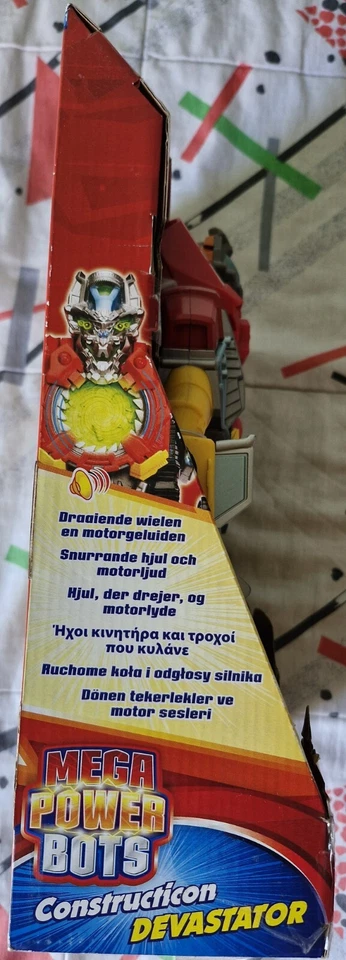 Draaiende wielen
en motorgeluiden
Snurrande hjul och
motorljud
Hjul, der drejer, og
motorlyde
Ήχοι κινητήρα και τροχοί
που κυλάνε
Ruchome koła i odgłosy silnika
Dönen tekerlekler ve
motor sesleri
MEGA
POWER
BOTS
Constructicon
DEVASTATOR